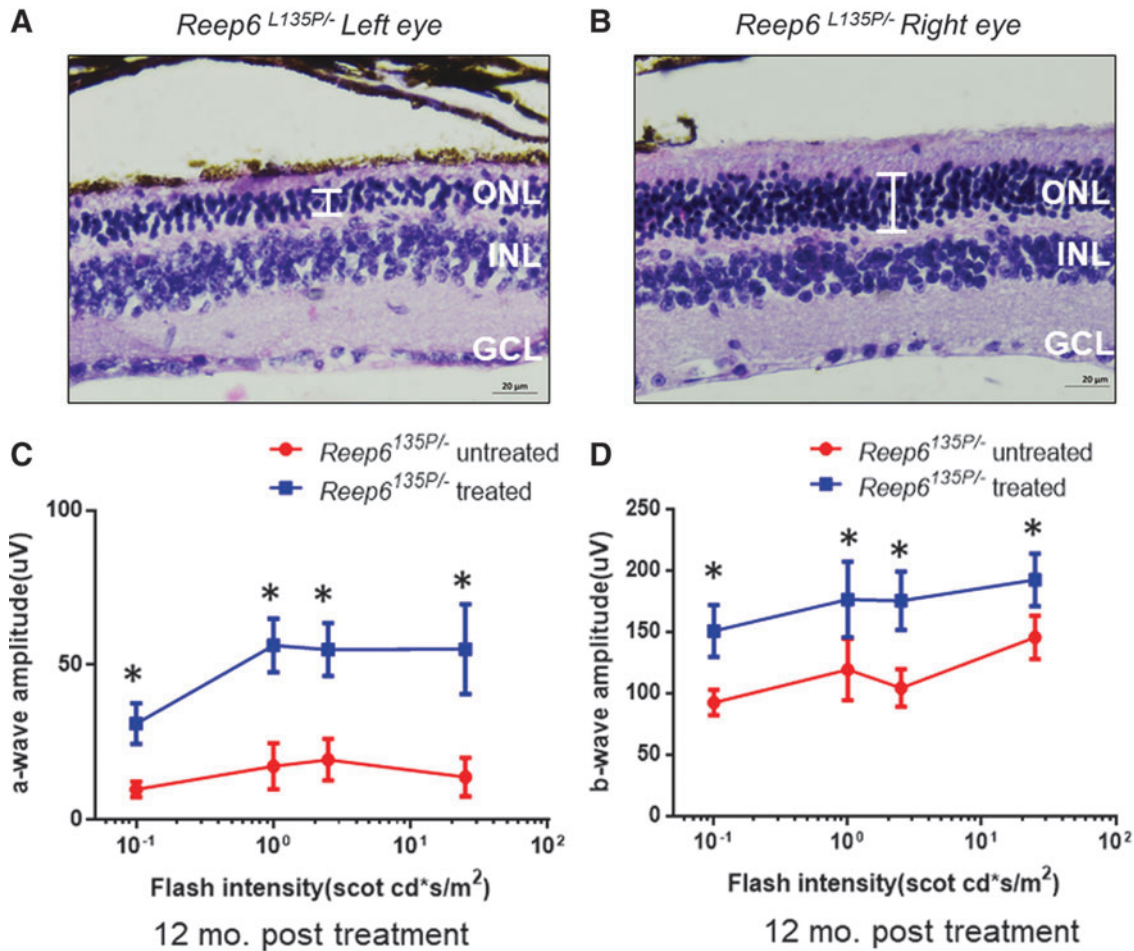 A
Reep6 L135P/- Left eye
ONL
INL
GCL
20 µm
B
Reep6 L135P/- Right eye
ONL
INL
GCL
20 µm
C
Reep6135P/- untreated
Reep6135P/- treated
a-wave amplitude(uV)
100
50
0
10-1
100
101
102
Flash intensity(scot cd*s/m2)
12 mo. post treatment
* * * *
D
Reep6135P/- untreated
Reep6135P/- treated
b-wave amplitude(uV)
250
200
150
100
50
0
10-1
100
101
102
Flash intensity(scot cd*s/m2)
12 mo. post treatment
* * * *